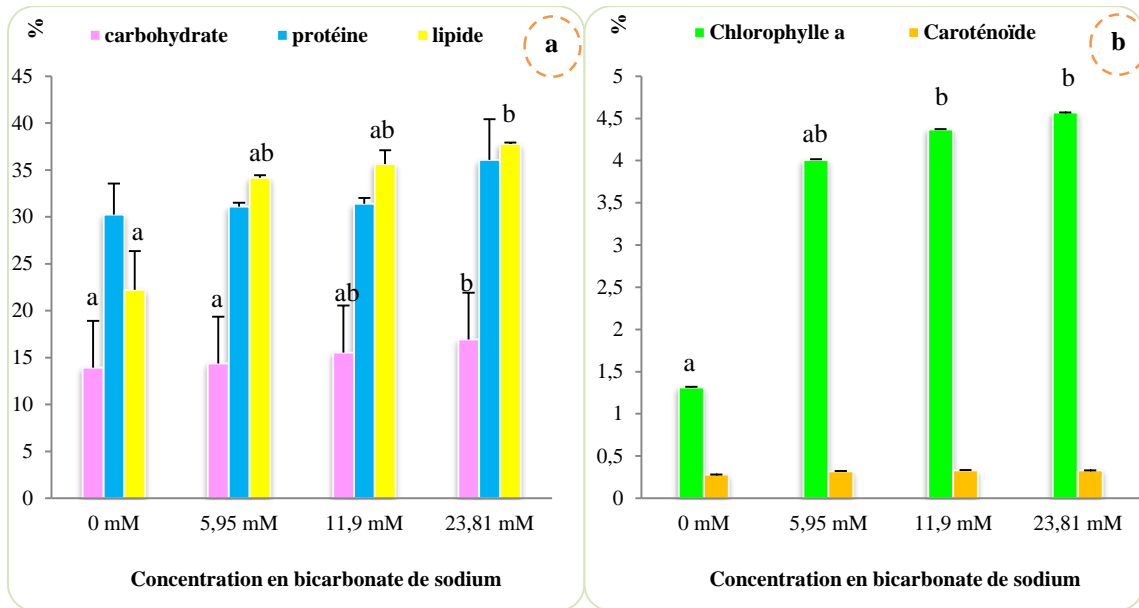 %
carbohydrate protéine lipide
a
45
40
35
30
25
20
15
10
5
0
a
a
a
ab
ab
ab
b
b
0 mM 5,95 mM 11,9 mM 23,81 mM
Concentration en bicarbonate de sodium
%
Chlorophylle a Caroténoïde
b
5
4,5
4
3,5
3
2,5
2
1,5
1
0,5
0
a
ab
b
b
0 mM 5,95 mM 11,9 mM 23,81 mM
Concentration en bicarbonate de sodium